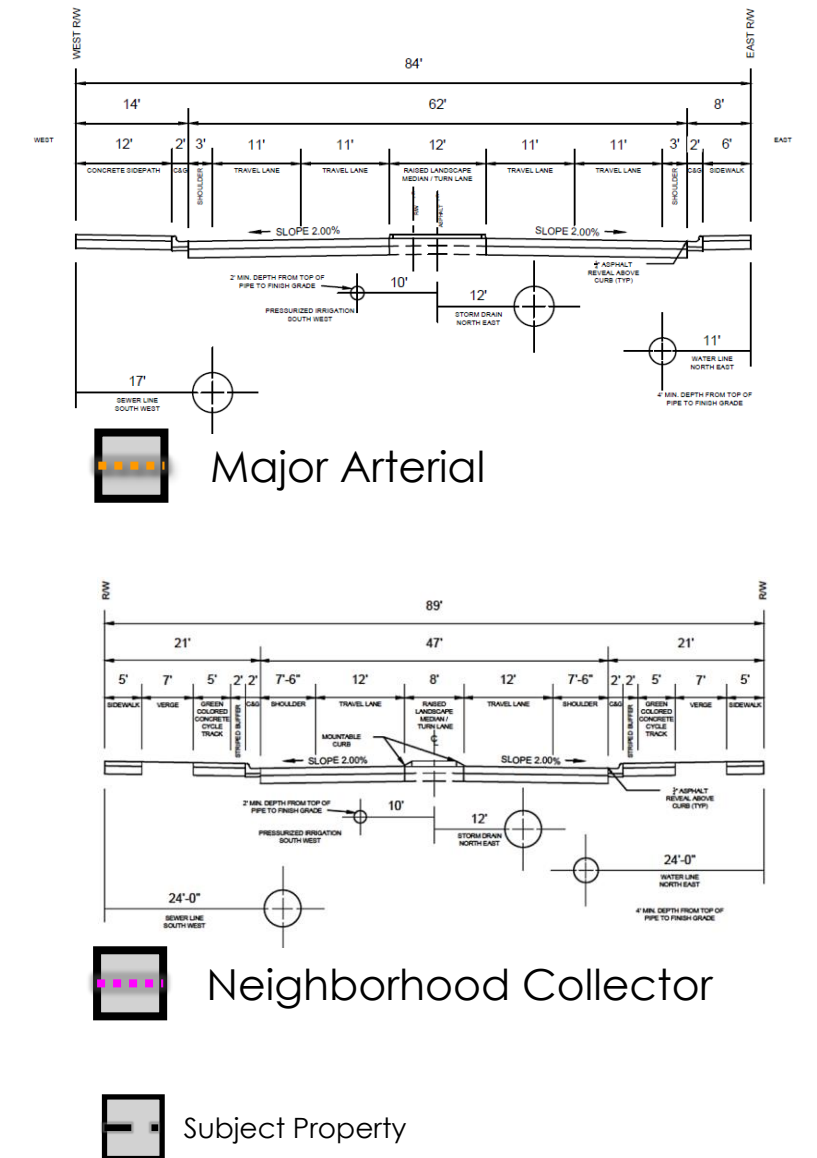 WEST R/W
EAST R/W
84'
14'
62'
8'
WEST
12'
2'
3'
11'
11'
12'
11'
11'
3'
2'
6'
EAST
CONCRETE SIDEPATH
C&G
SHOULDER
TRAVEL LANE
TRAVEL LANE
RAISED LANDSCAPE
MEDIAN / TURN LANE
TRAVEL LANE
TRAVEL LANE
SHOULDER
C&G
SIDEWALK
R/W
ASPHALT
SLOPE 2.00%
SLOPE 2.00%
2' MIN. DEPTH FROM TOP OF
PIPE TO FINISH GRADE
10'
ASPHALT
REVEAL ABOVE
CURB (TYP)
PRESSURIZED IRRIGATION
SOUTH WEST
12'
STORM DRAIN
NORTH EAST
11'
WATER LINE
NORTH EAST
17'
SEWER LINE
SOUTH WEST
4' MIN. DEPTH FROM TOP OF
PIPE TO FINISH GRADE
Major Arterial
R/W
R/W
89'
21'
47'
21'
5'
7'
5'
2'
2'
7'-6"
12'
8'
12'
7'-6"
2'
2'
5'
7'
5'
SIDEWALK
VERGE
GREEN
COLORED
CONCRETE
CYCLE
TRACK
STRIPED BUFFER
C&G
SHOULDER
TRAVEL LANE
RAISED
LANDSCAPE
MEDIAN /
TURN LANE
TRAVEL LANE
SHOULDER
C&G
STRIPED BUFFER
GREEN
COLORED
CONCRETE
CYCLE
TRACK
VERGE
SIDEWALK
MOUNTABLE
CURB
SLOPE 2.00%
SLOPE 2.00%
2' MIN. DEPTH FROM TOP OF
PIPE TO FINISH GRADE
10'
ASPHALT
REVEAL ABOVE
CURB (TYP)
PRESSURIZED IRRIGATION
SOUTH WEST
12'
STORM DRAIN
NORTH EAST
24'-0"
WATER LINE
NORTH EAST
24'-0"
SEWER LINE
SOUTH WEST
4' MIN. DEPTH FROM TOP OF
PIPE TO FINISH GRADE
Neighborhood Collector
Subject Property